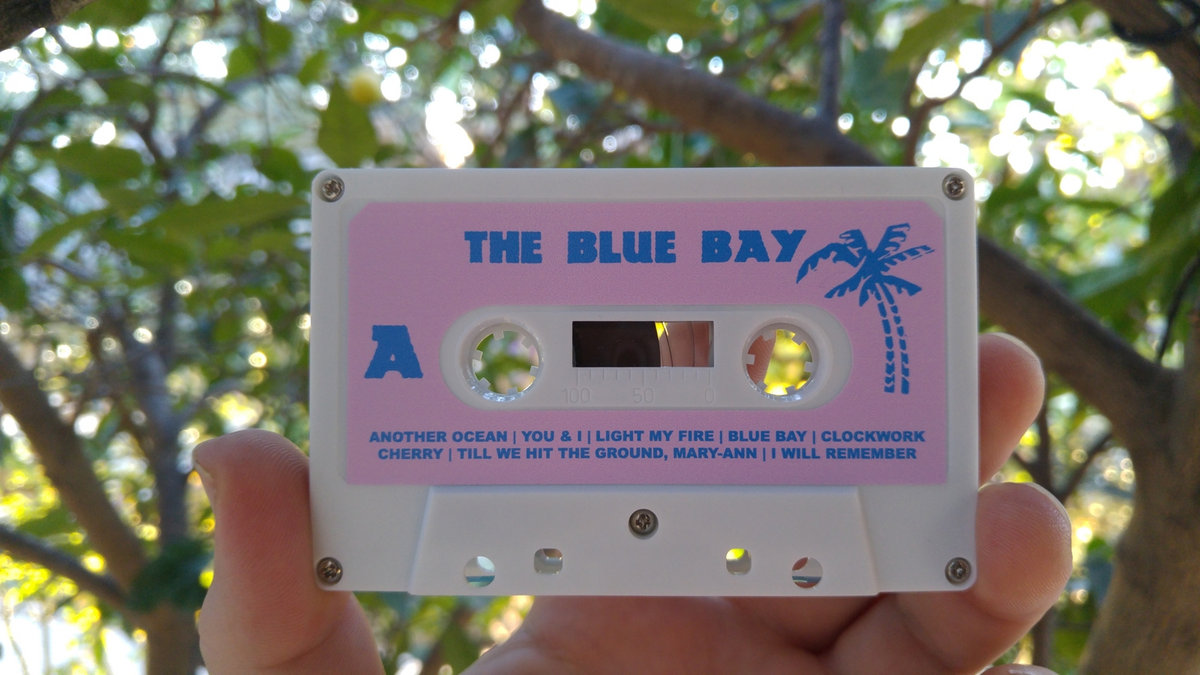 THE BLUE BAY
A
100 50 0
ANOTHER OCEAN | YOU & I | LIGHT MY FIRE | BLUE BAY | CLOCKWORK
CHERRY | TILL WE HIT THE GROUND, MARY-ANN | I WILL REMEMBER